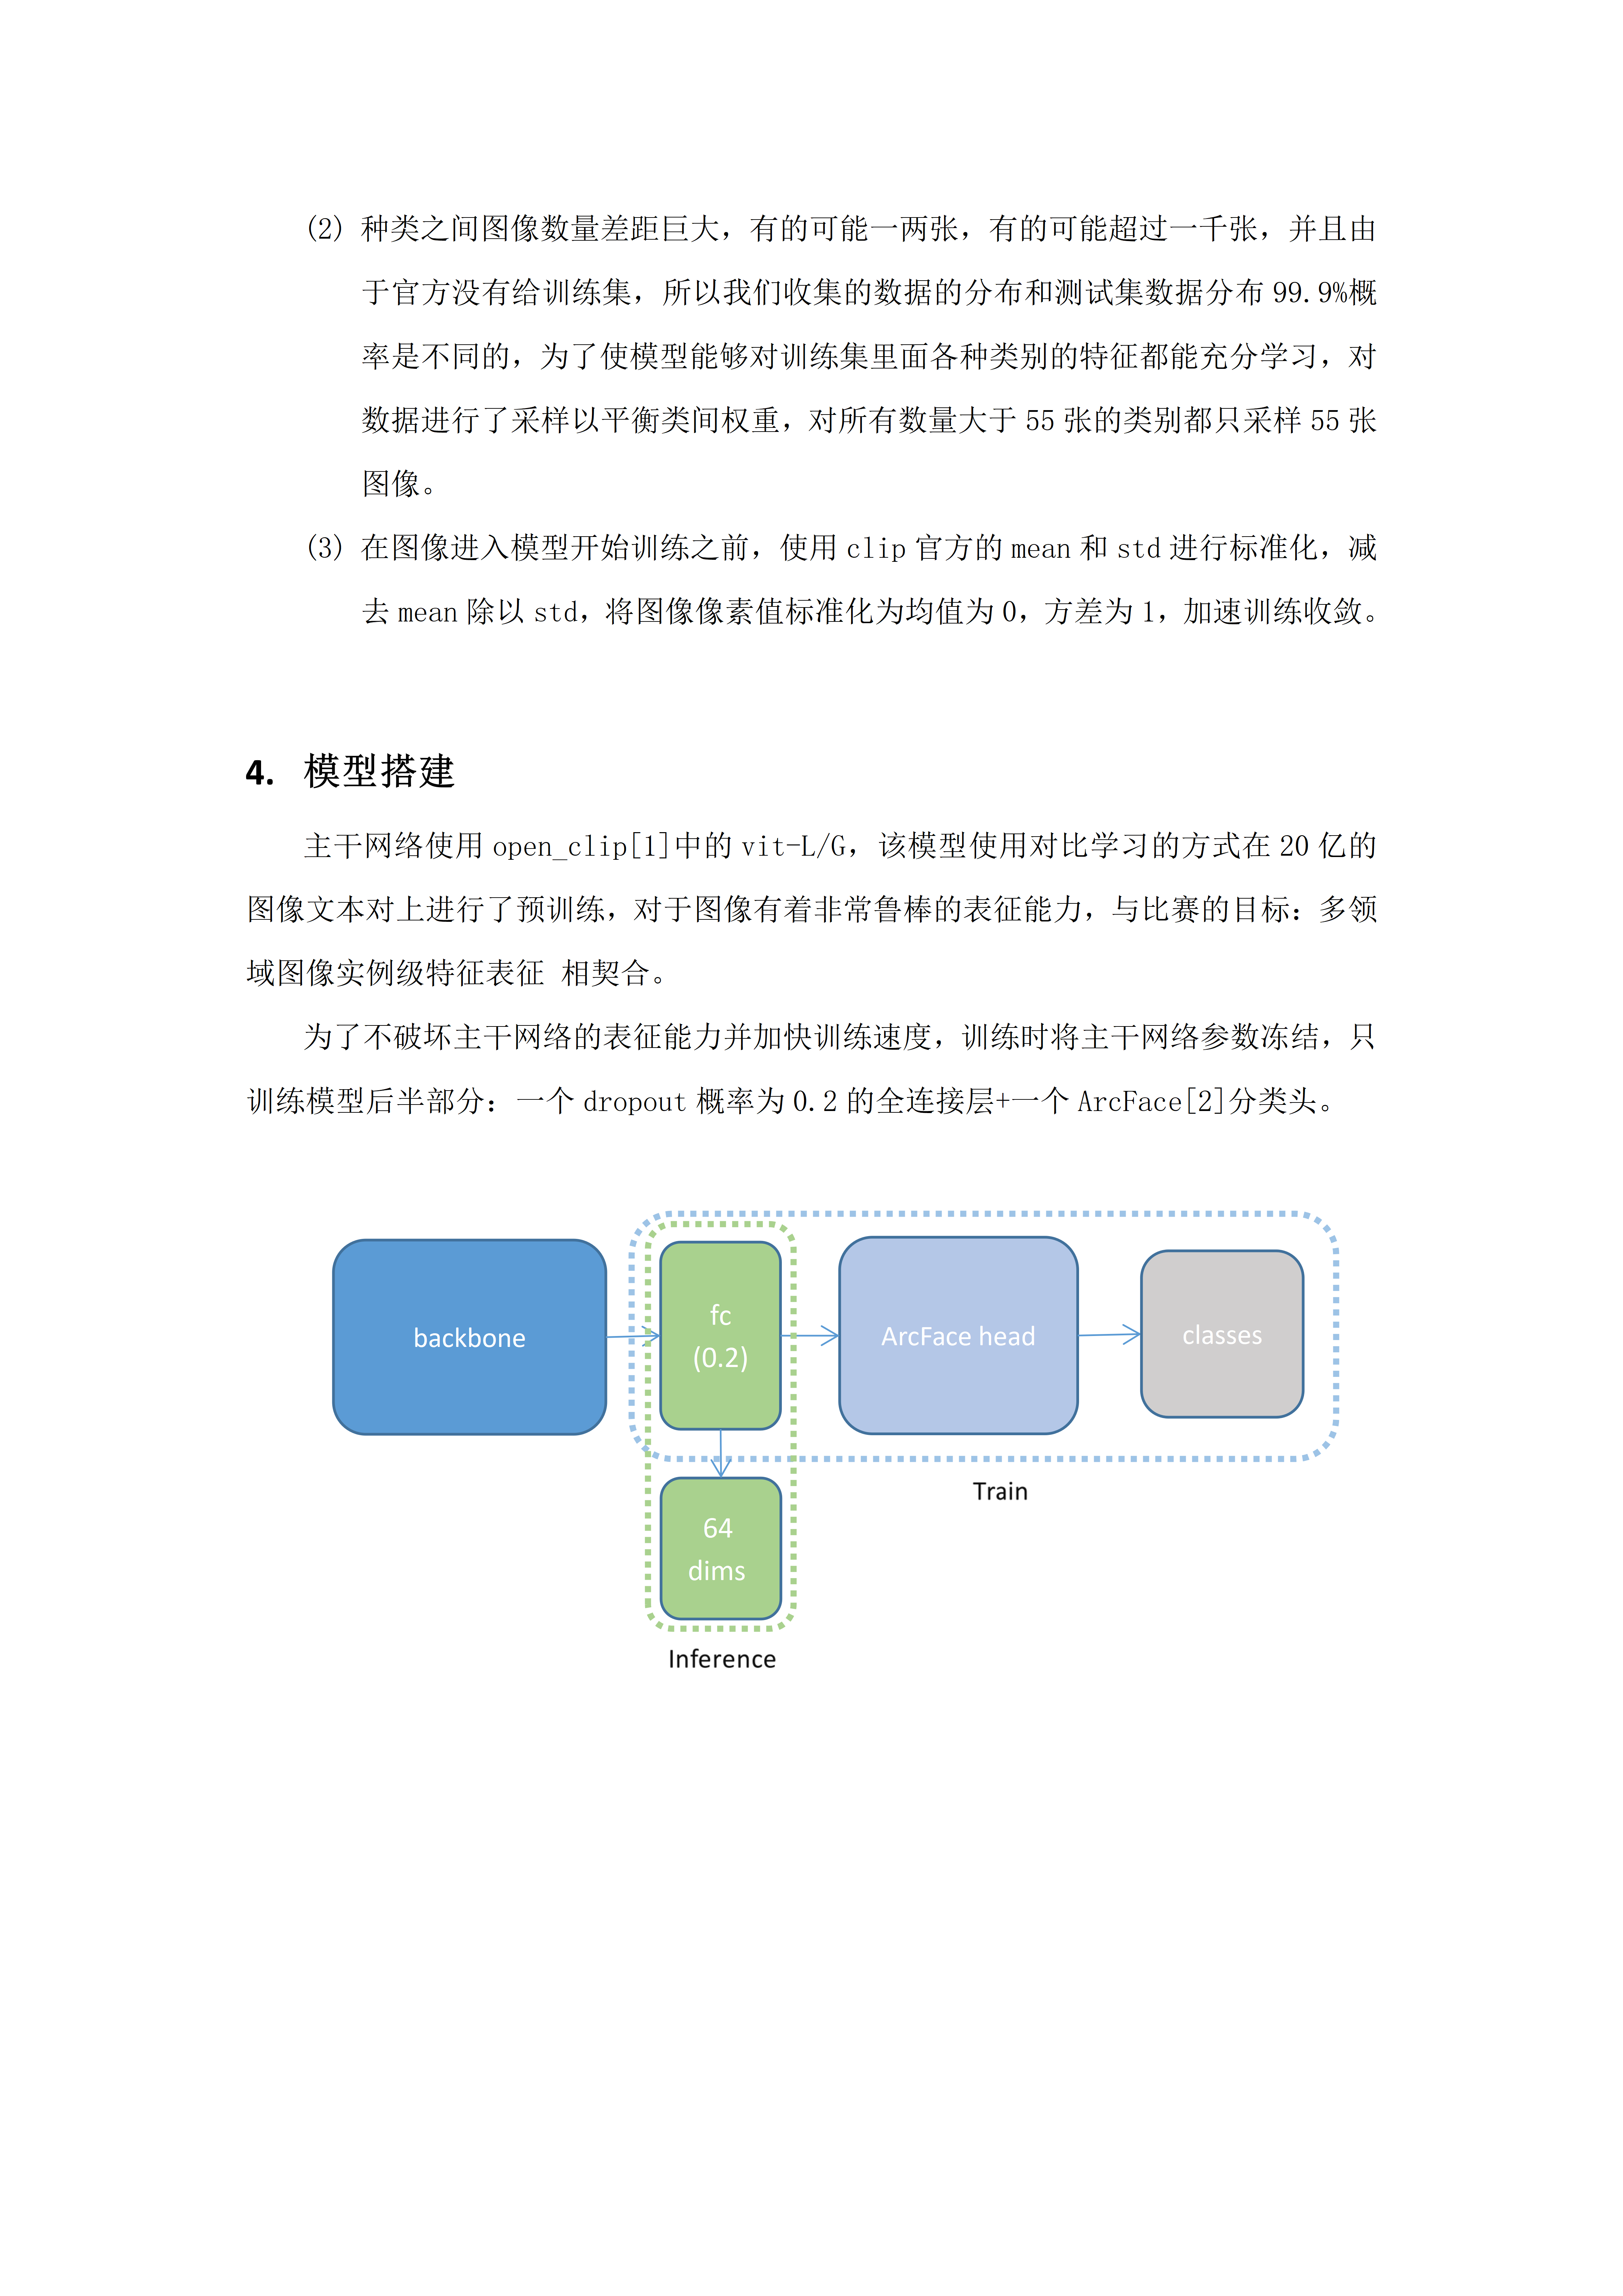 (2) 种类之间图像数量差距巨大，有的可能一两张，有的可能超过一千张，并且由
于官方没有给训练集，所以我们收集的数据的分布和测试集数据分布 99.9%概
率是不同的，为了使模型能够对训练集里面各种类别的特征都能充分学习，对
数据进行了采样以平衡类间权重，对所有数量大于 55 张的类别都只采样 55 张
图像。
(3) 在图像进入模型开始训练之前，使用 clip 官方的 mean 和 std 进行标准化，减
去 mean 除以 std，将图像像素值标准化为均值为 0，方差为 1，加速训练收敛。
4. 模型搭建
主干网络使用 open_clip[1]中的 vit-L/G，该模型使用对比学习的方式在 20 亿的
图像文本对上进行了预训练，对于图像有着非常鲁棒的表征能力，与比赛的目标：多领
域图像实例级特征表征 相契合。
为了不破坏主干网络的表征能力并加快训练速度，训练时将主干网络参数冻结，只
训练模型后半部分：一个 dropout 概率为 0.2 的全连接层+一个 ArcFace[2]分类头。
backbone
fc
(0.2)
ArcFace head
classes
Train
64
dims
Inference